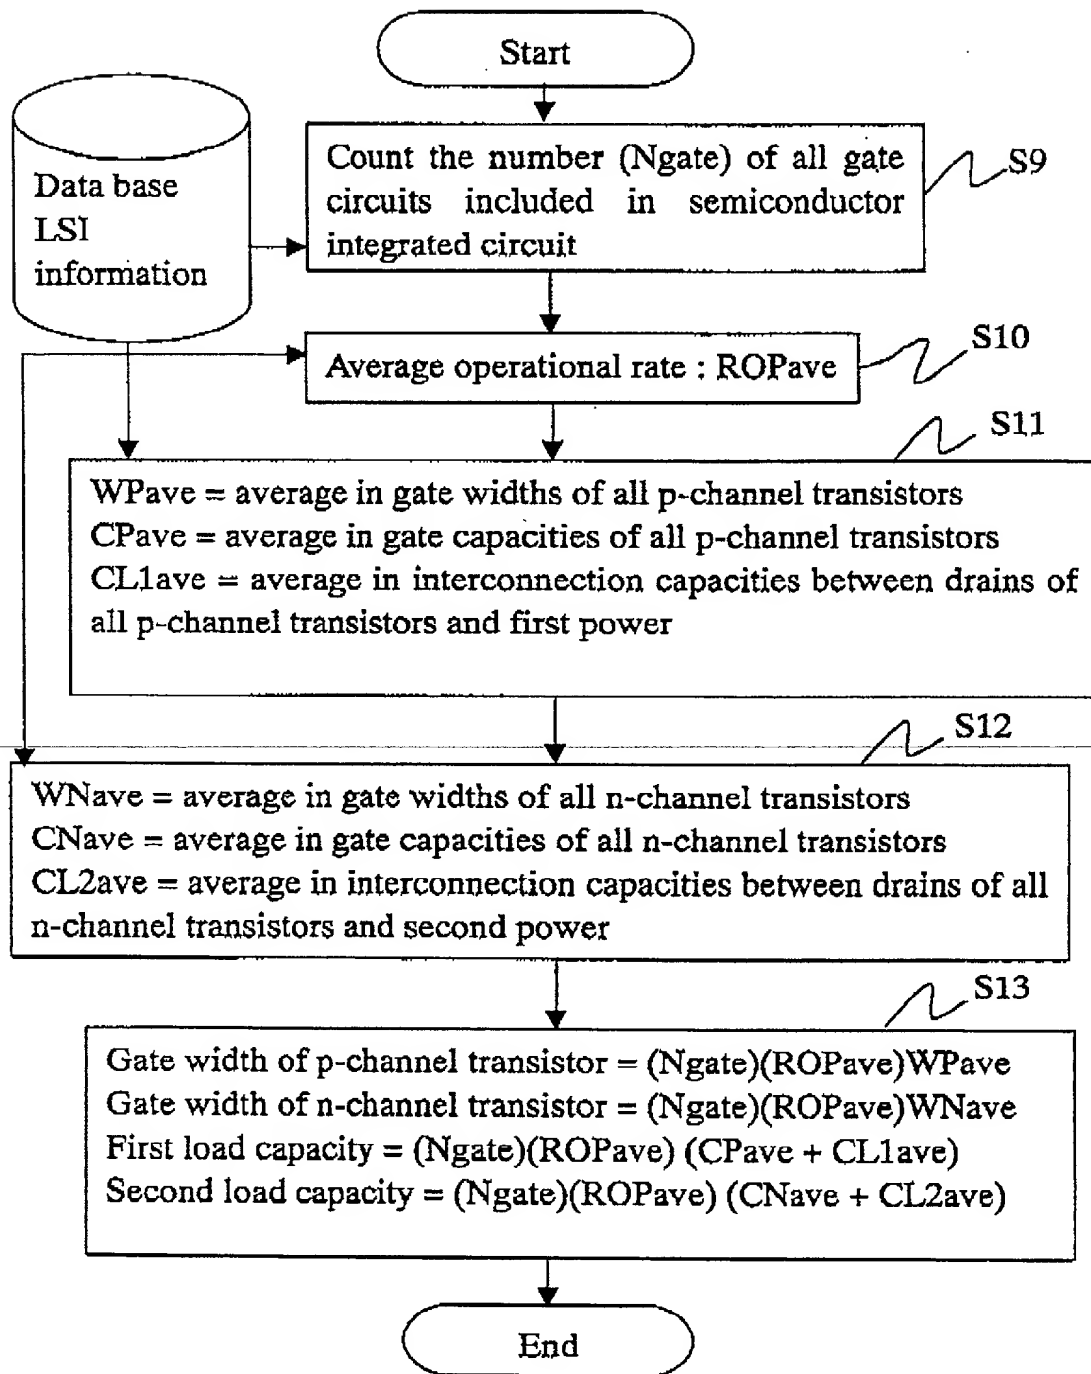 Start
Data base
LSI
information
Count the number (Ngate) of all gate
circuits included in semiconductor
integrated circuit
S9
Average operational rate : ROPave
S10
S11
WPave = average in gate widths of all p-channel transistors
CPave = average in gate capacities of all p-channel transistors
CL1ave = average in interconnection capacities between drains of
all p-channel transistors and first power
S12
WNave = average in gate widths of all n-channel transistors
CNave = average in gate capacities of all n-channel transistors
CL2ave = average in interconnection capacities between drains of all
n-channel transistors and second power
S13
Gate width of p-channel transistor = (Ngate)(ROPave)WPave
Gate width of n-channel transistor = (Ngate)(ROPave)WNave
First load capacity = (Ngate)(ROPave) (CPave + CL1ave)
Second load capacity = (Ngate)(ROPave) (CNave + CL2ave)
End